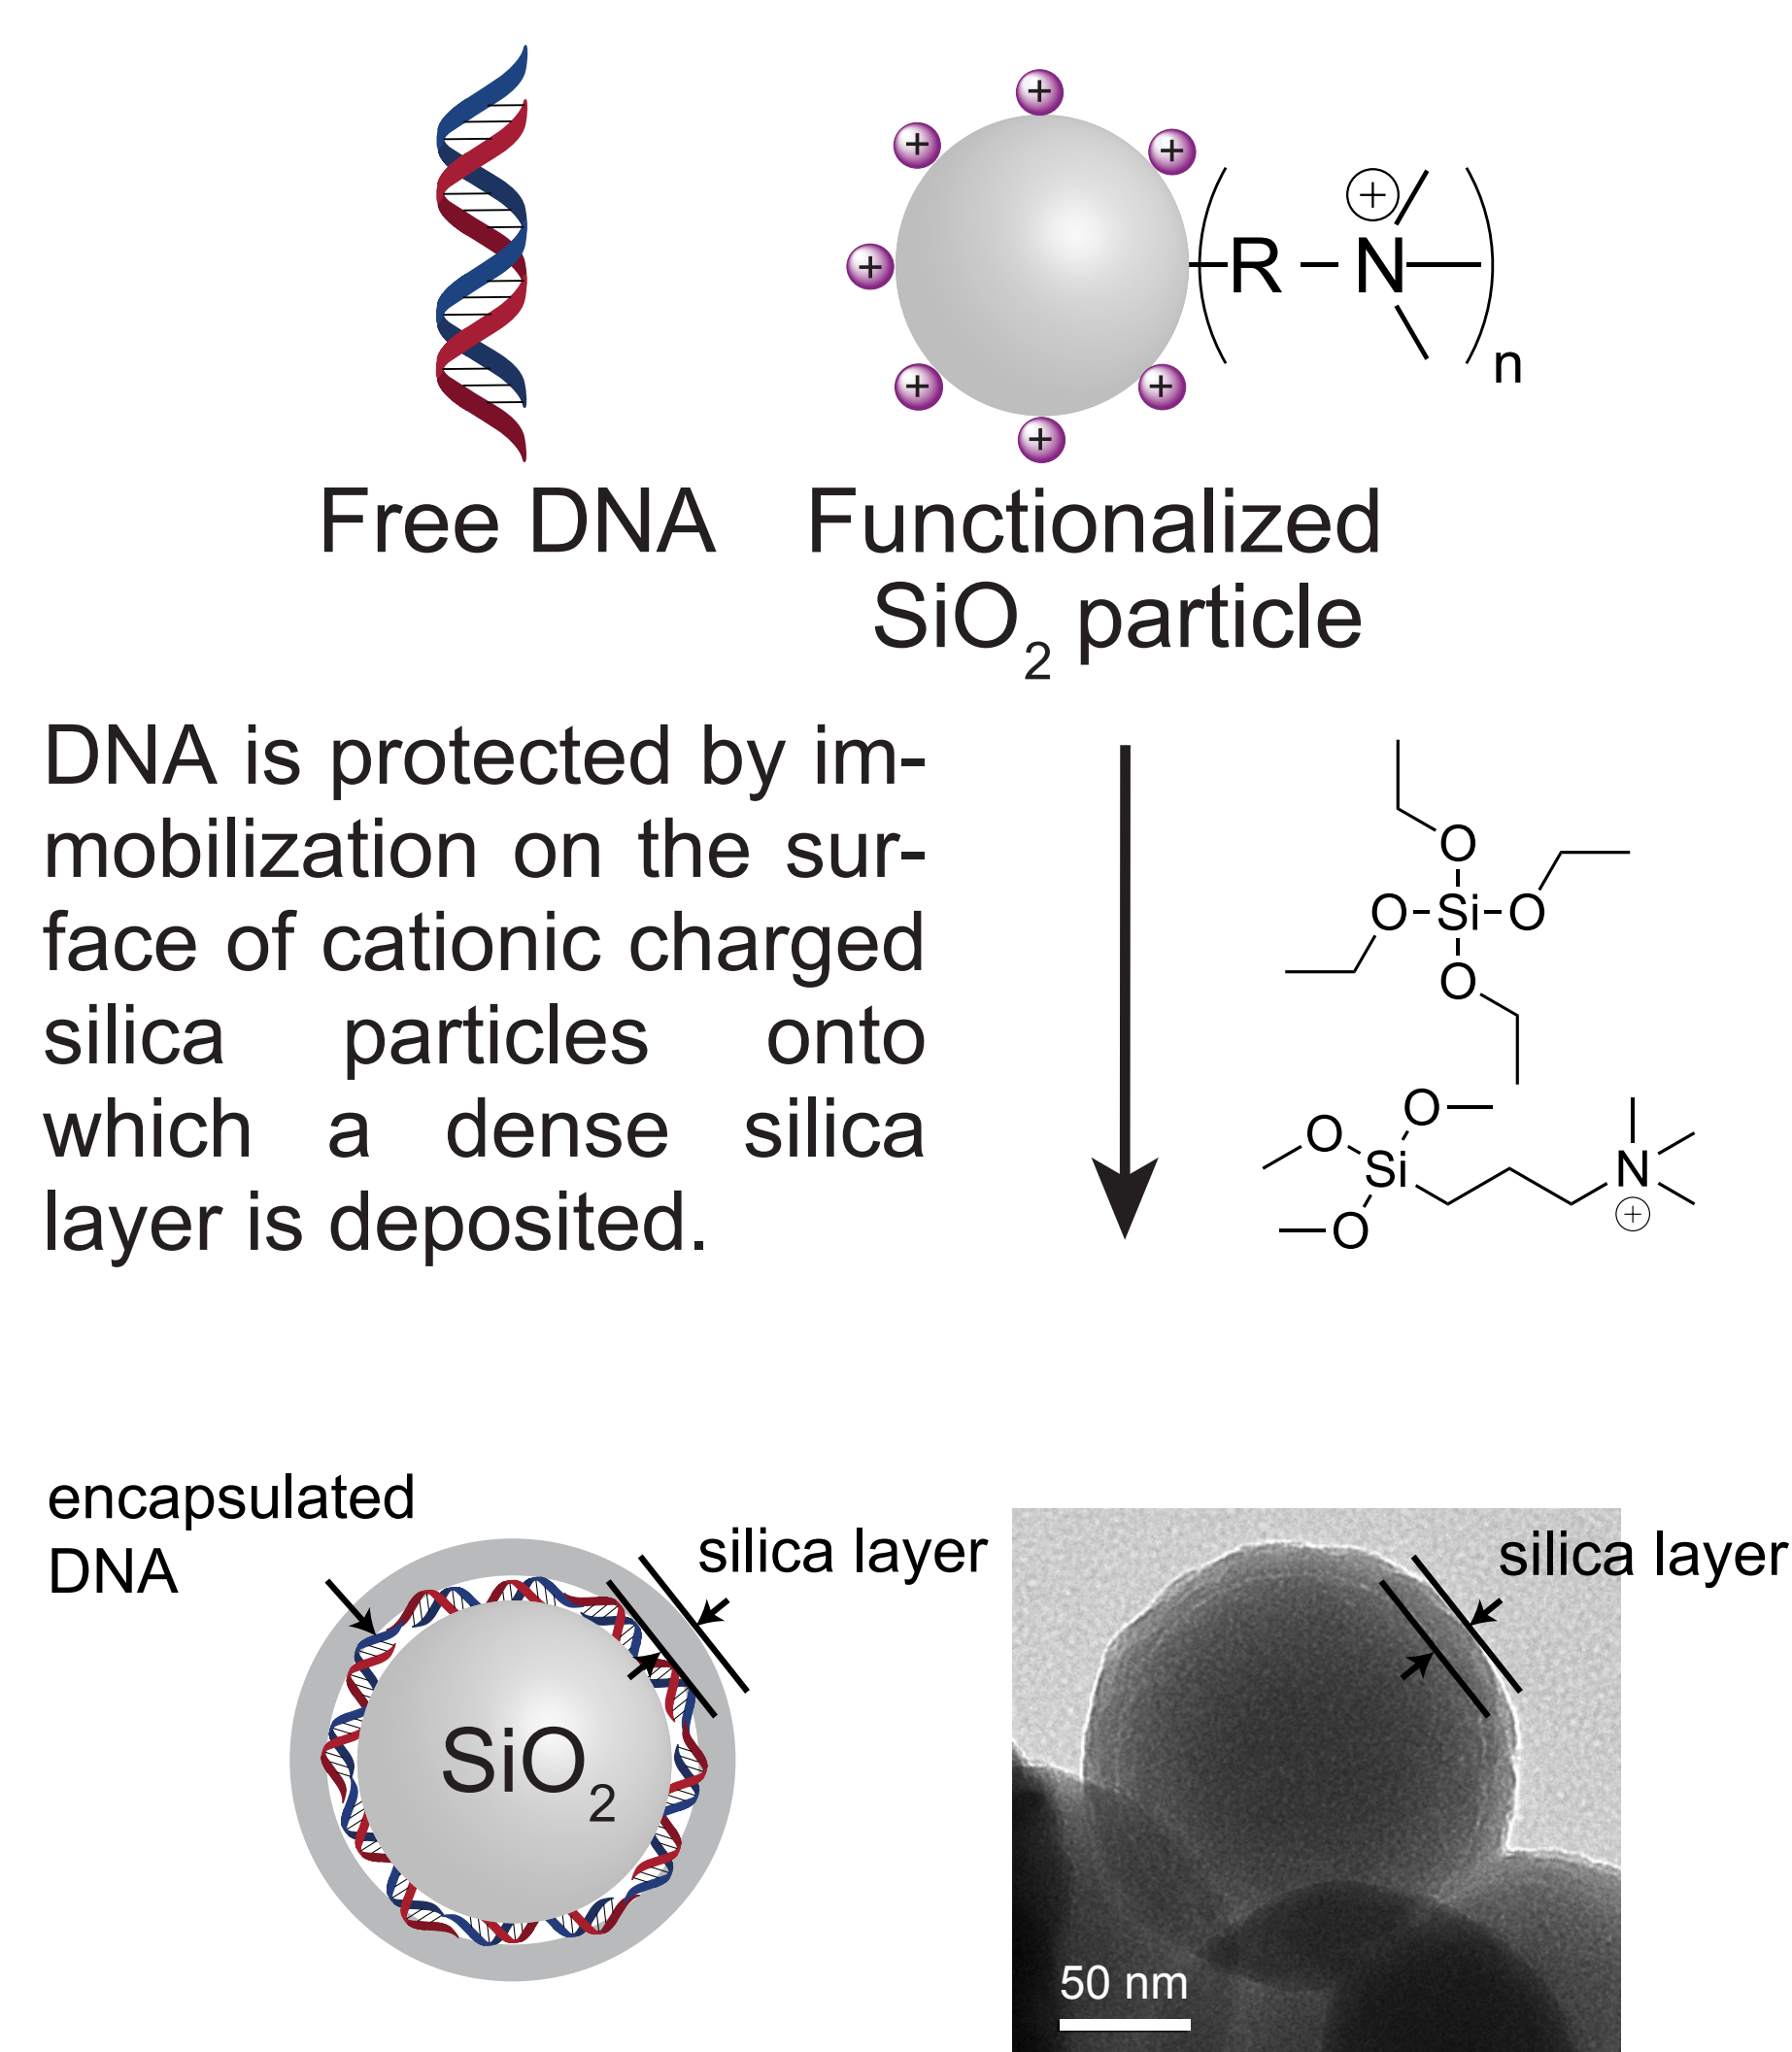 +
+
+
+
+
+
+
R – N
+
n
Free DNA
Functionalized
SiO₂ particle
DNA is protected by im-
mobilization on the sur-
face of cationic charged
silica particles onto
which a dense silica
layer is deposited.
O
O-Si-O
O
O
O
Si
N
+
O
encapsulated
DNA
silica layer
SiO₂
silica layer
50 nm